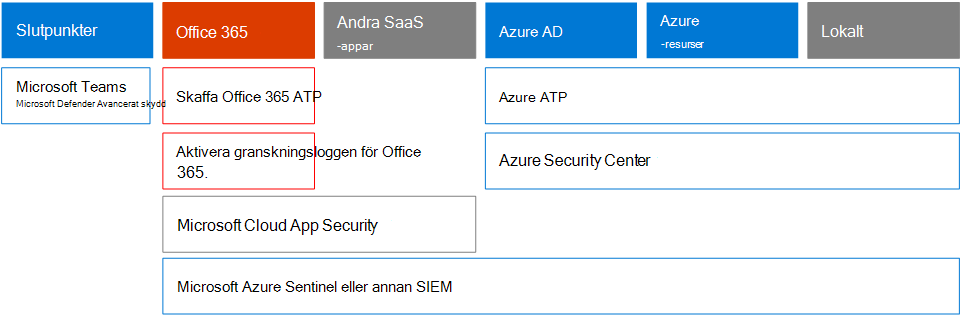 Slutpunkter
Office 365
Andra SaaS
-appar
Azure AD
Azure
-resurser
Lokalt
Microsoft Teams
Microsoft Defender Avancerat skydd
Skaffa Office 365 ATP
Azure ATP
Aktivera granskningsloggen för Office
365.
Azure Security Center
Microsoft Cloud App Security
Microsoft Azure Sentinel eller annan SIEM